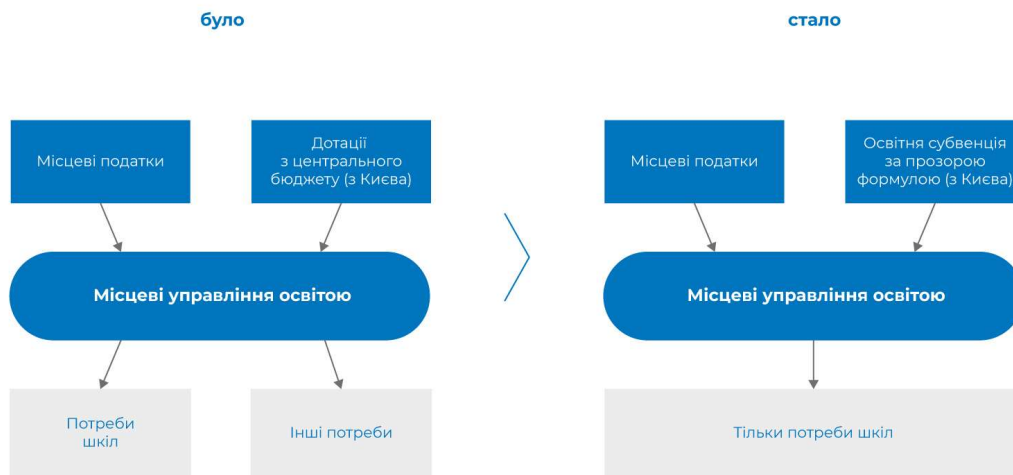 було
стало
Місцеві податки
Дотації
з центрального
бюджету (з Києва)
Місцеві податки
Освітня субвенція
за прозорою
формулою (з Києва)
Місцеві управління освітою
Місцеві управління освітою
Потреби
шкіл
Інші потреби
Тільки потреби шкіл